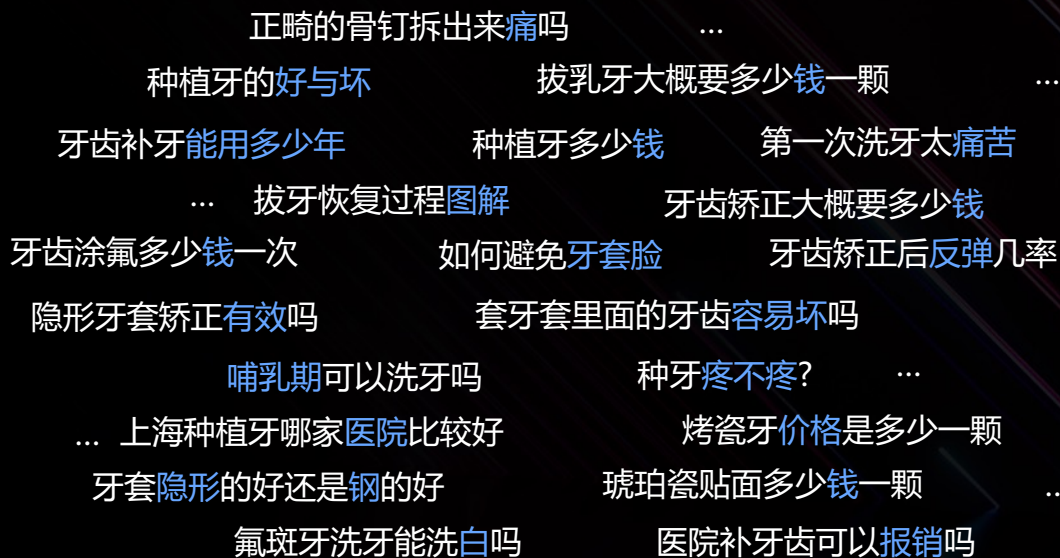 正畸的骨钉拆出来痛吗 ...
种植牙的好与坏 拔乳牙大概要多少钱一颗 ...
牙齿补牙能用多少年 种植牙多少钱 第一次洗牙太痛苦
... 拔牙恢复过程图解 牙齿矫正大概要多少钱
牙齿涂氟多少钱一次 如何避免牙套脸 牙齿矫正后反弹几率
隐形牙套矫正有效吗 套牙套里面的牙齿容易坏吗
哺乳期可以洗牙吗 种牙疼不疼? ...
... 上海种植牙哪家医院比较好 烤瓷牙价格是多少一颗
牙套隐形的好还是钢的好 琥珀瓷贴面多少钱一颗 ..
氟斑牙洗牙能洗白吗 医院补牙齿可以报销吗